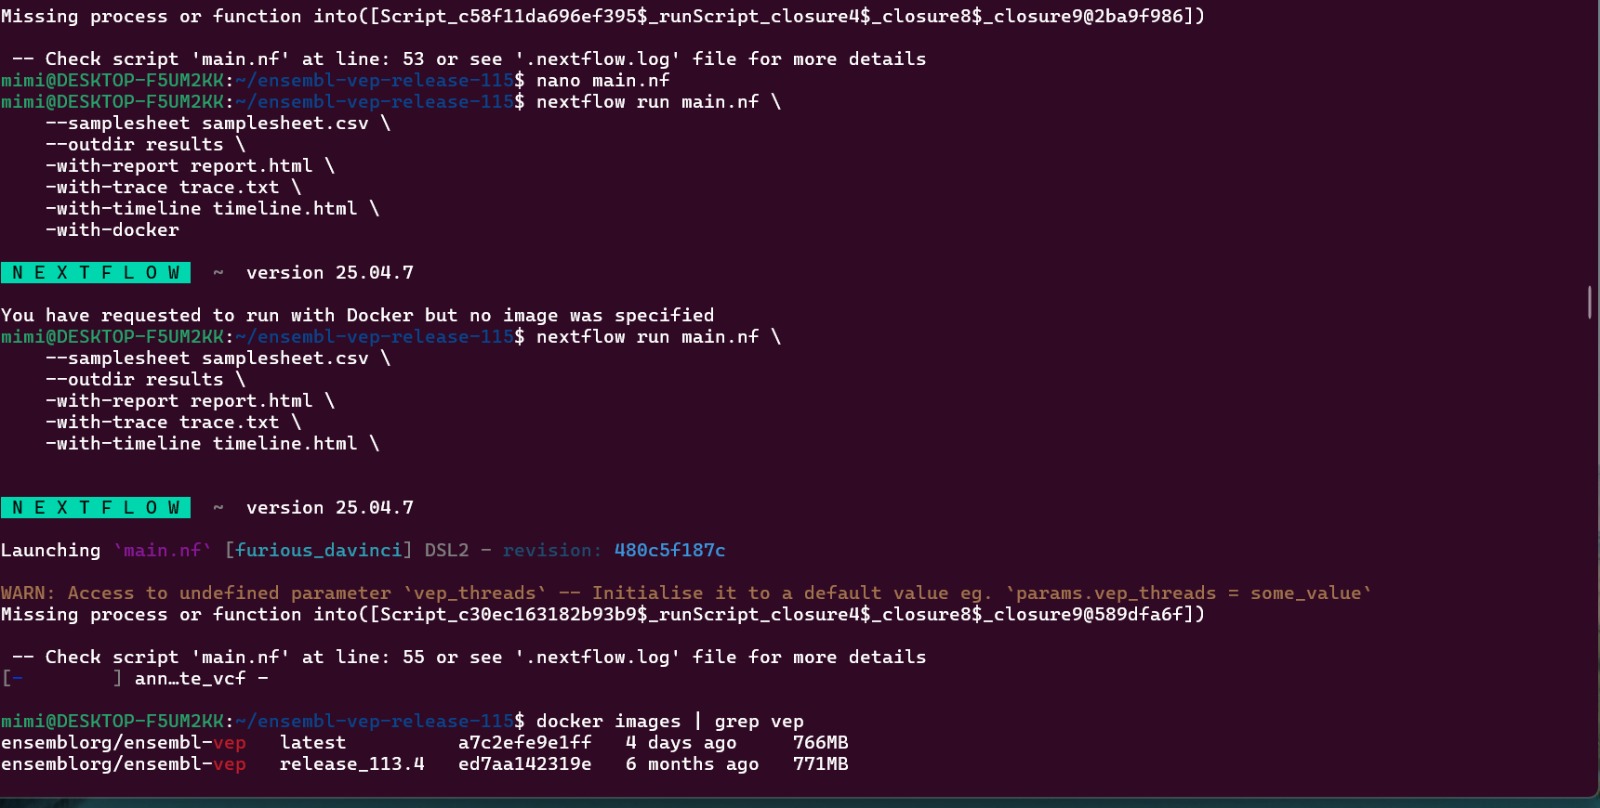 Missing process or function into([Script_c58f11da696ef395$_runScript_closure4$_closure8$_closure9@2ba9f986])
 -- Check script 'main.nf' at line: 53 or see '.nextflow.log' file for more details
mimi@DESKTOP-F5UM2KK:~/ensembl-vep-release-115$ nano main.nf
mimi@DESKTOP-F5UM2KK:~/ensembl-vep-release-115$ nextflow run main.nf \
    --samplesheet samplesheet.csv \
    --outdir results \
    -with-report report.html \
    -with-trace trace.txt \
    -with-timeline timeline.html \
    -with-docker
N E X T F L O W  ~  version 25.04.7
You have requested to run with Docker but no image was specified
mimi@DESKTOP-F5UM2KK:~/ensembl-vep-release-115$ nextflow run main.nf \
    --samplesheet samplesheet.csv \
    --outdir results \
    -with-report report.html \
    -with-trace trace.txt \
    -with-timeline timeline.html \
N E X T F L O W  ~  version 25.04.7
Launching `main.nf` [furious_davinci] DSL2 - revision: 480c5f187c
WARN: Access to undefined parameter `vep_threads` -- Initialise it to a default value eg. `params.vep_threads = some_value`
Missing process or function into([Script_c30ec163182b93b9$_runScript_closure4$_closure8$_closure9@589dfa6f])
 -- Check script 'main.nf' at line: 55 or see '.nextflow.log' file for more details
[-        ] ann…te_vcf -
mimi@DESKTOP-F5UM2KK:~/ensembl-vep-release-115$ docker images | grep vep
ensemblorg/ensembl-vep   latest          a7c2efe9e1ff   4 days ago     766MB
ensemblorg/ensembl-vep   release_113.4   ed7aa142319e   6 months ago   771MB